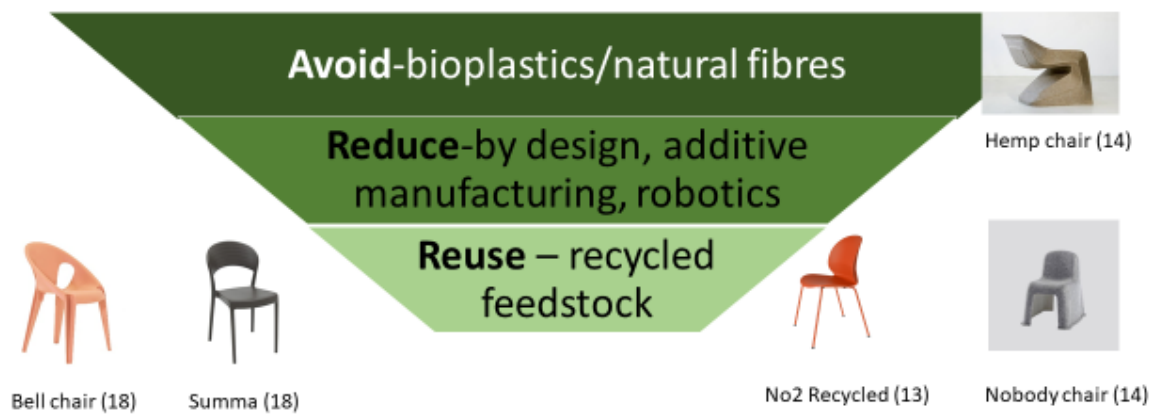 Avoid-bioplastics/natural fibres
Hemp chair (14)
Reduce-by design, additive
manufacturing, robotics
Reuse – recycled
feedstock
Bell chair (18)
Summa (18)
No2 Recycled (13)
Nobody chair (14)